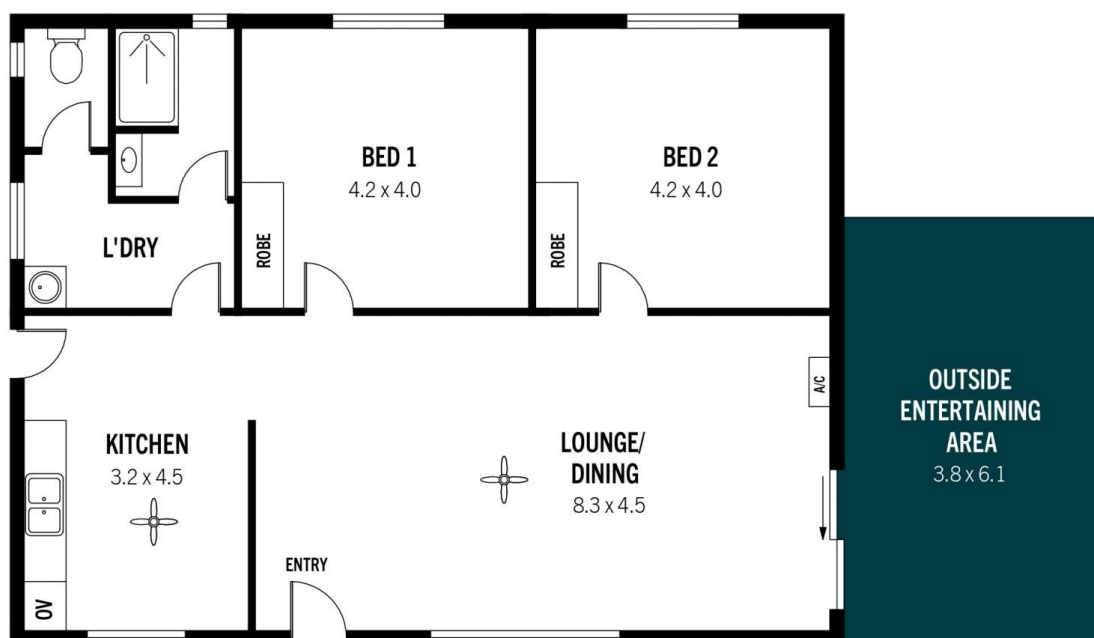 BED 1
4.2 x 4.0
BED 2
4.2 x 4.0
L'DRY
ROBE
ROBE
KITCHEN
3.2 x 4.5
OV
ENTRY
LOUNGE/
DINING
8.3 x 4.5
A/C
OUTSIDE
ENTERTAINING
AREA
3.8 x 6.1